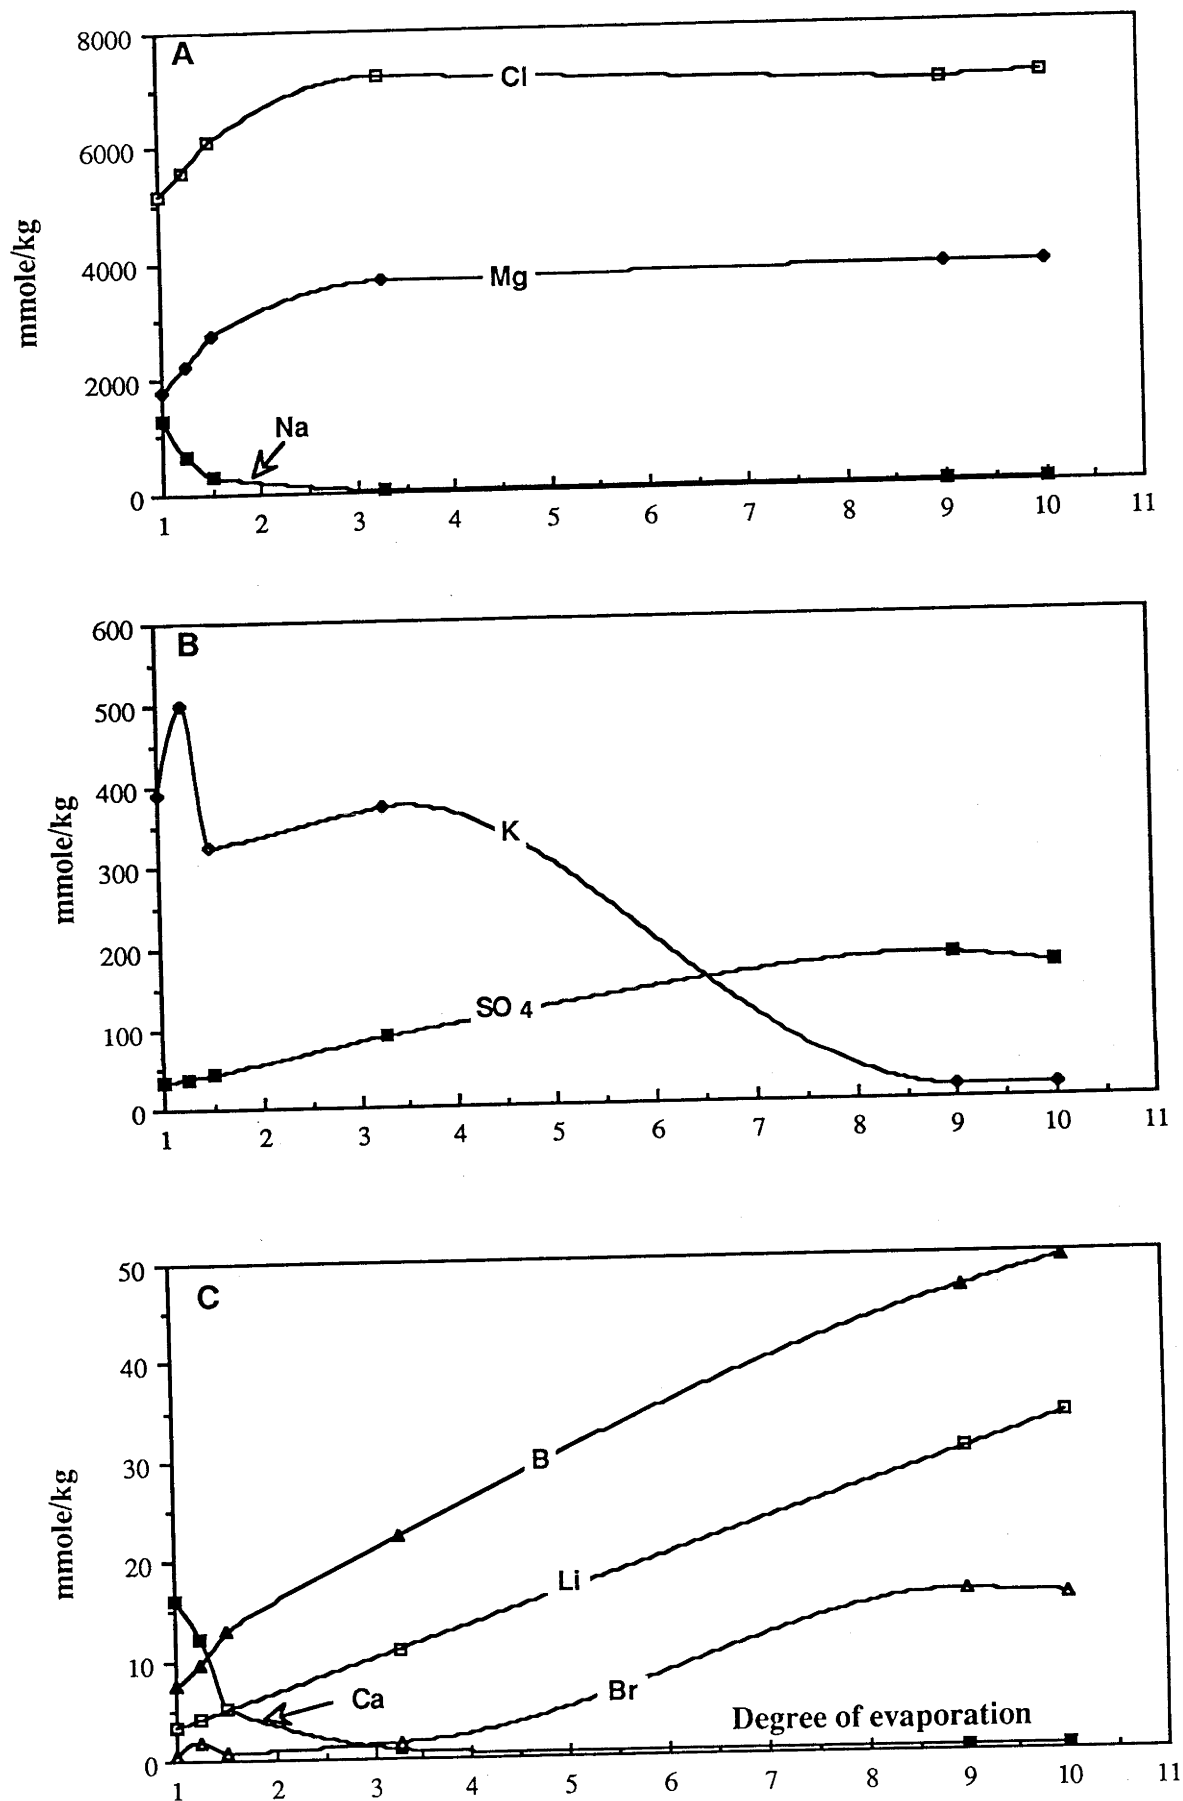 A
8000
6000
4000
2000
0
mmole/kg
Cl
Mg
Na
1 2 3 4 5 6 7 8 9 10 11
B
600
500
400
300
200
100
0
mmole/kg
K
SO 4
1 2 3 4 5 6 7 8 9 10 11
C
50
40
30
20
10
0
mmole/kg
B
Li
Ca
Br
Degree of evaporation
1 2 3 4 5 6 7 8 9 10 11